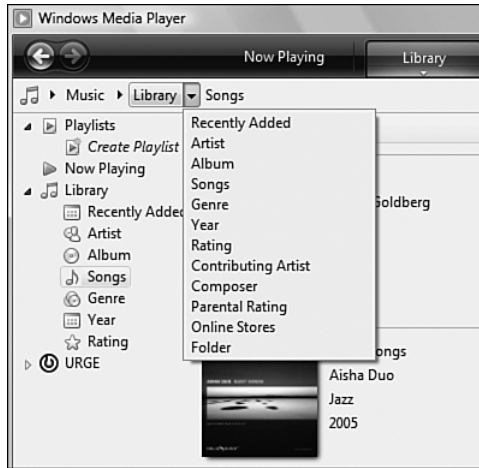 Windows Media Player
Now Playing
Library
Music
Library
Songs
Playlists
Create Playlist
Now Playing
Library
Recently Added
Artist
Album
Songs
Genre
Year
Rating
URGE
Recently Added
Artist
Album
Songs
Genre
Year
Rating
Contributing Artist
Composer
Parental Rating
Online Stores
Folder
Goldberg
ongs
Aisha Duo
Jazz
2005